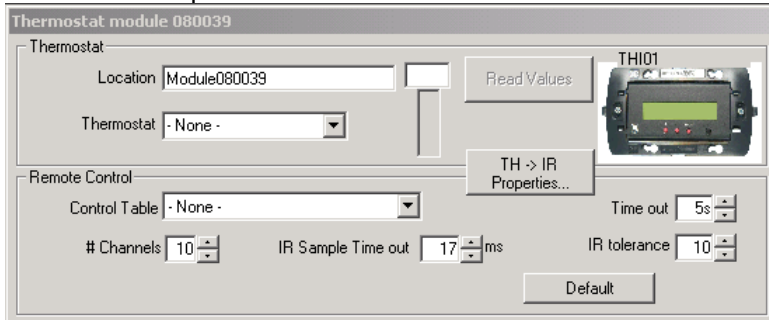 Thermostat module 080039
Thermostat
THI01
Location Module080039 Read Values
Thermostat - None -
TH -> IR
Properties...
Remote Control
Control Table - None - Time out 5s
# Channels 10 IR Sample Time out 17 ms IR tolerance 10
Default